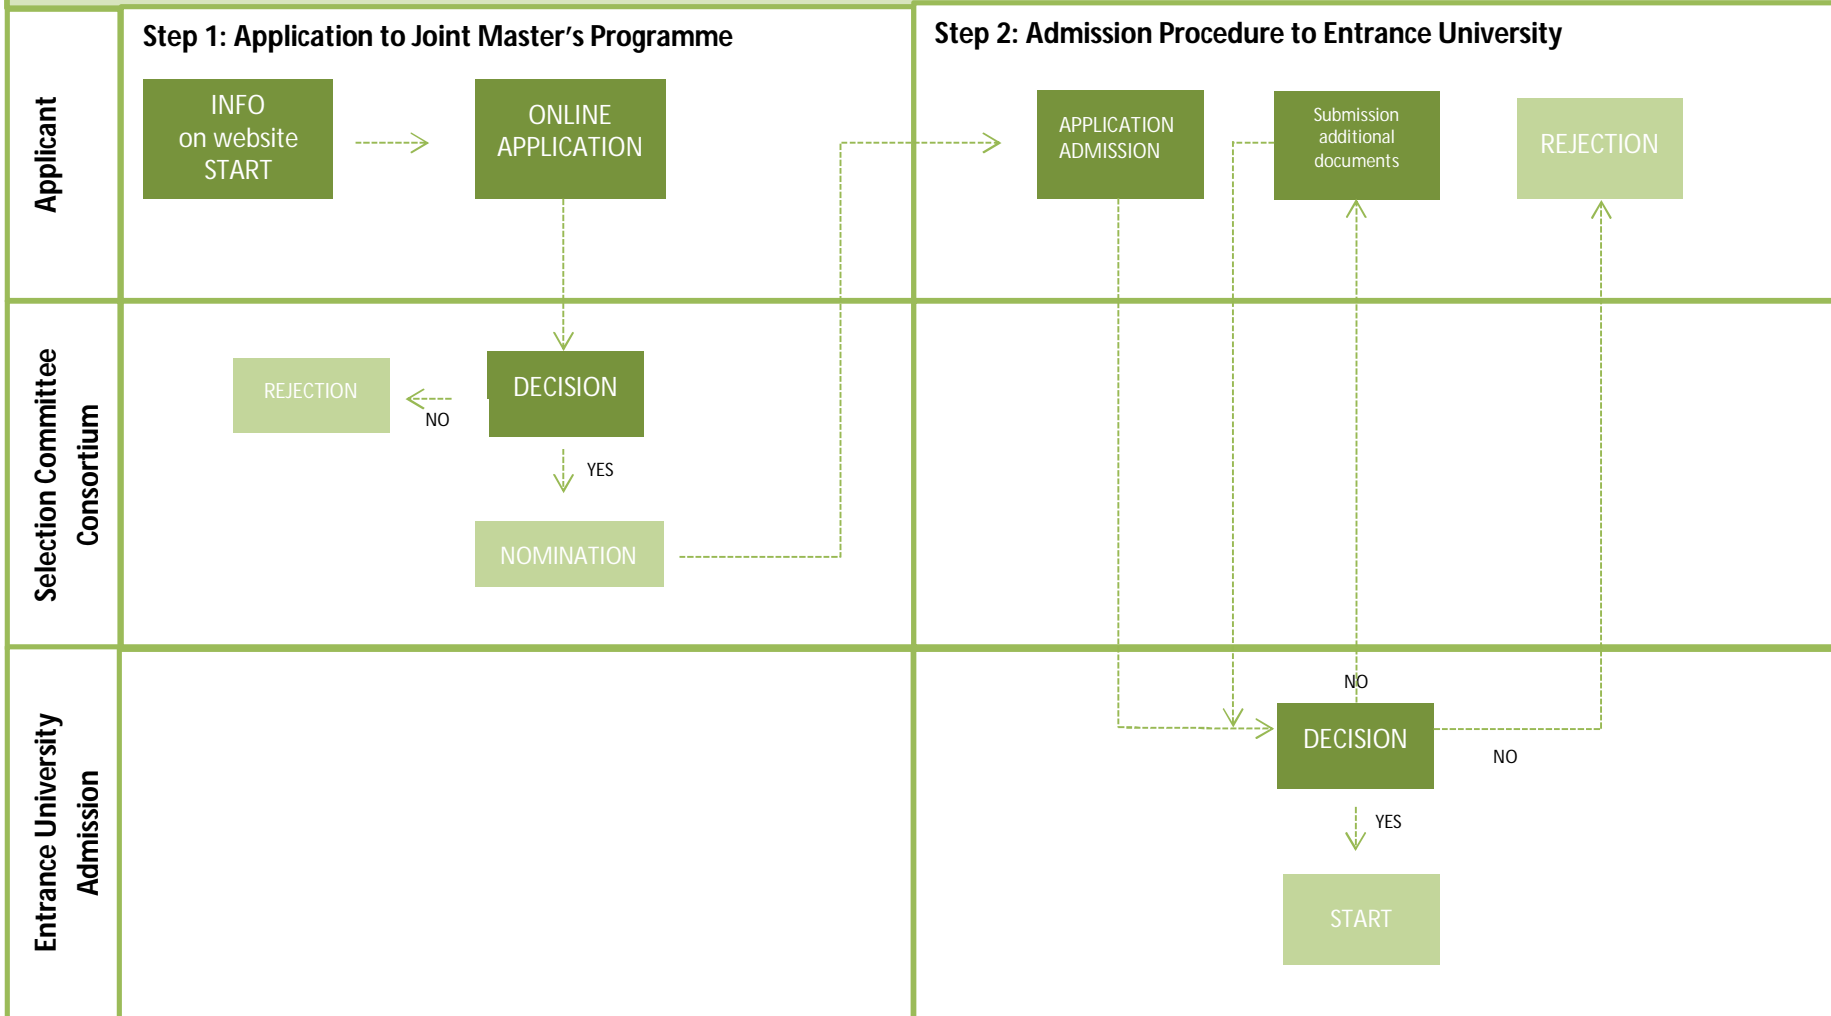 Step 1: Application to Joint Master's Programme
Step 2: Admission Procedure to Entrance University
Applicant
INFO
on website
START
ONLINE
APPLICATION
APPLICATION
ADMISSION
Submission
additional
documents
REJECTION
Selection Committee
Consortium
REJECTION
NO
DECISION
YES
NOMINATION
Entrance University
Admission
NO
DECISION
NO
YES
START